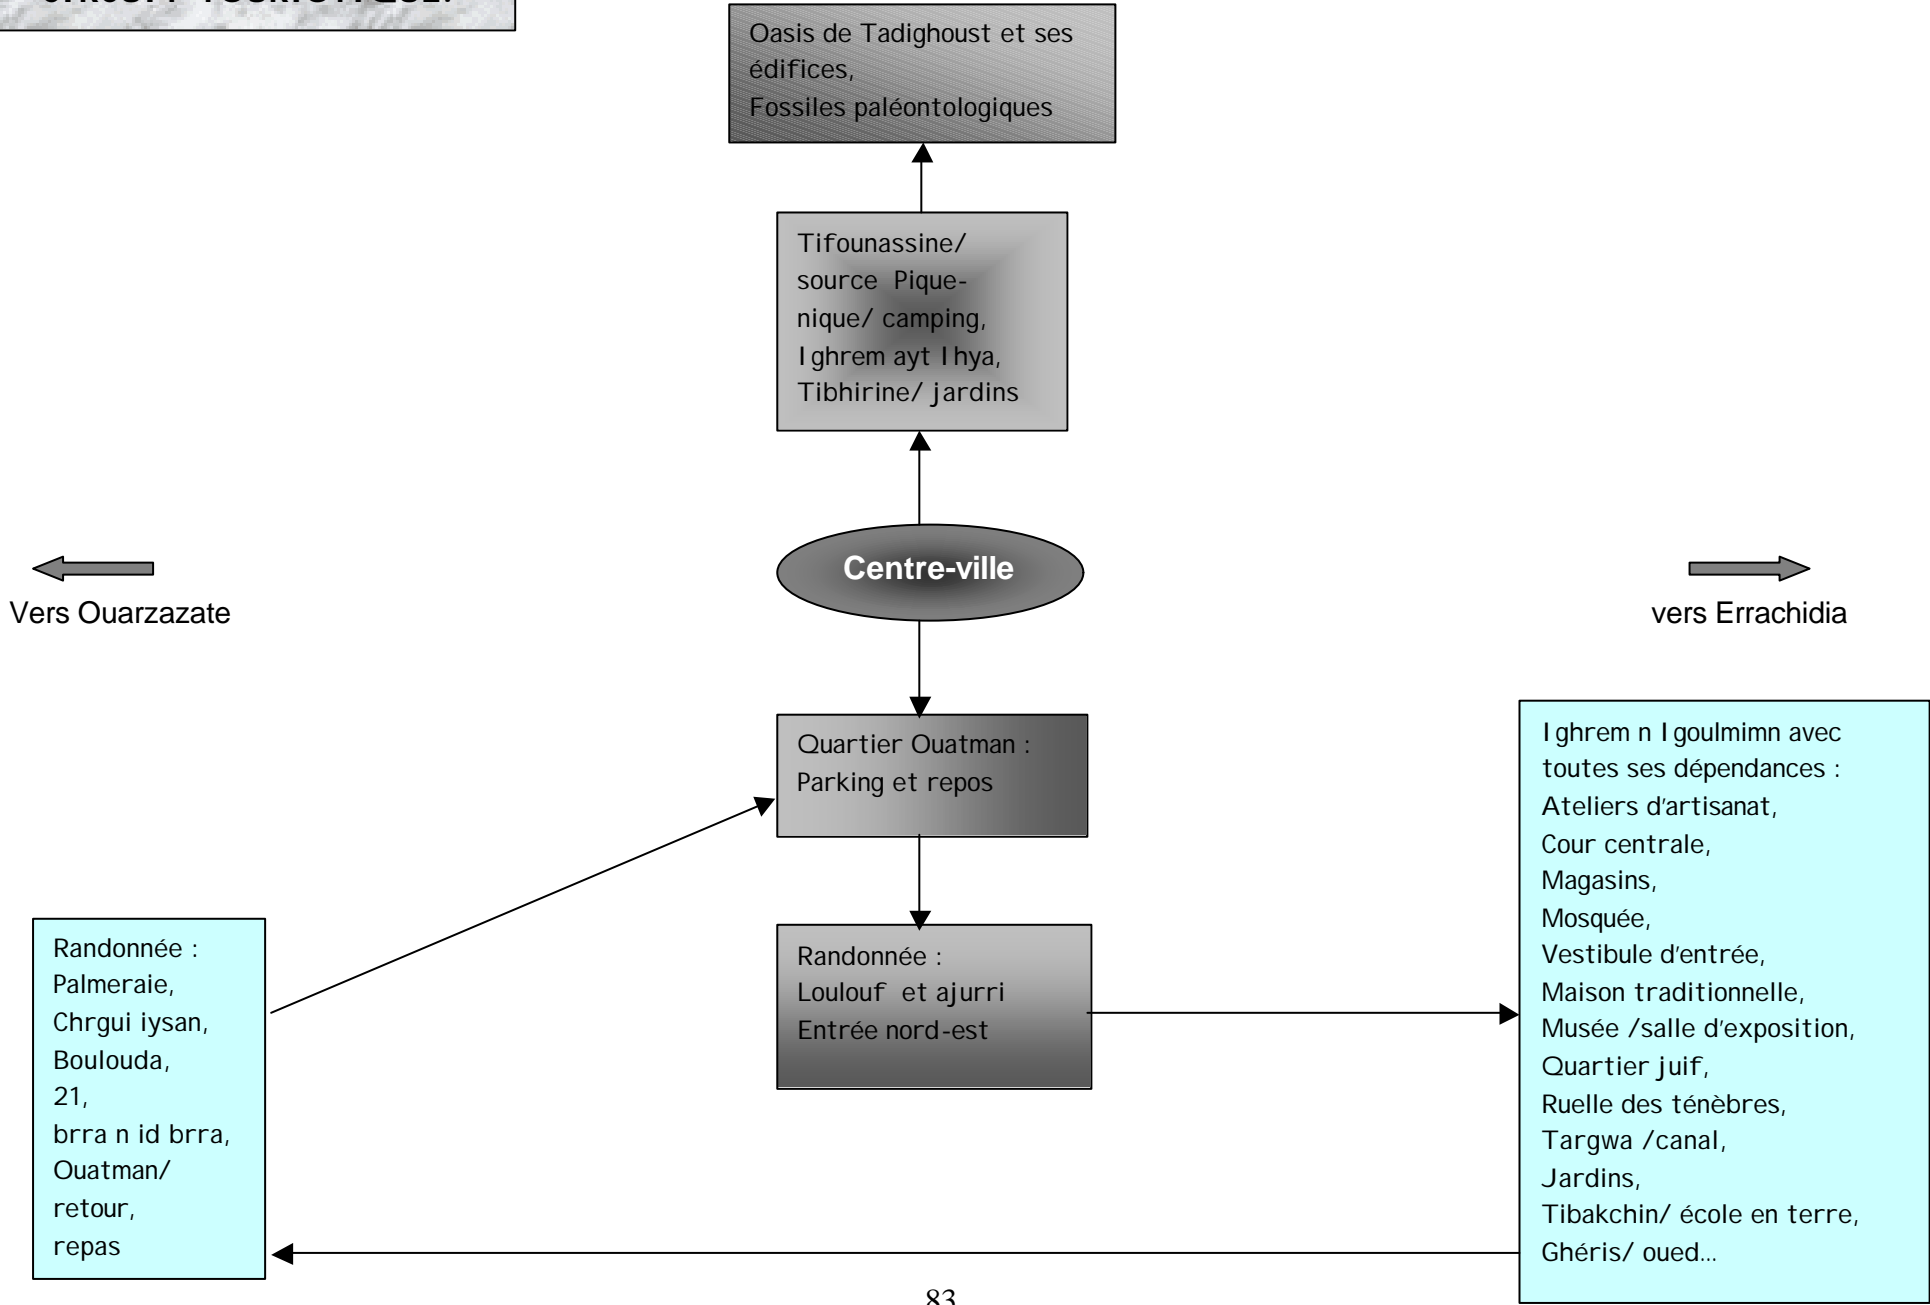 CIRCUIT TOURISTIQUE:
Oasis de Tadighoust et ses
édifices,
Fossiles paléontologiques
Tifounassine/
source Pique-
nique/ camping,
Ighrem ayt Ihya,
Tibhirine/ jardins
Centre-ville
Vers Ouarzazate
vers Errachidia
Quartier Ouatman :
Parking et repos
Randonnée :
Loulouf et ajurri
Entrée nord-est
Ighrem n Igoulmimn avec
toutes ses dépendances :
Ateliers d'artisanat,
Cour centrale,
Magasins,
Mosquée,
Vestibule d'entrée,
Maison traditionnelle,
Musée /salle d'exposition,
Quartier juif,
Ruelle des ténèbres,
Targwa /canal,
Jardins,
Tibakchin/ école en terre,
Ghéris/ oued...
Randonnée :
Palmeraie,
Chrgui iysan,
Boulouda,
21,
brra n id brra,
Ouatman/
retour,
repas
83